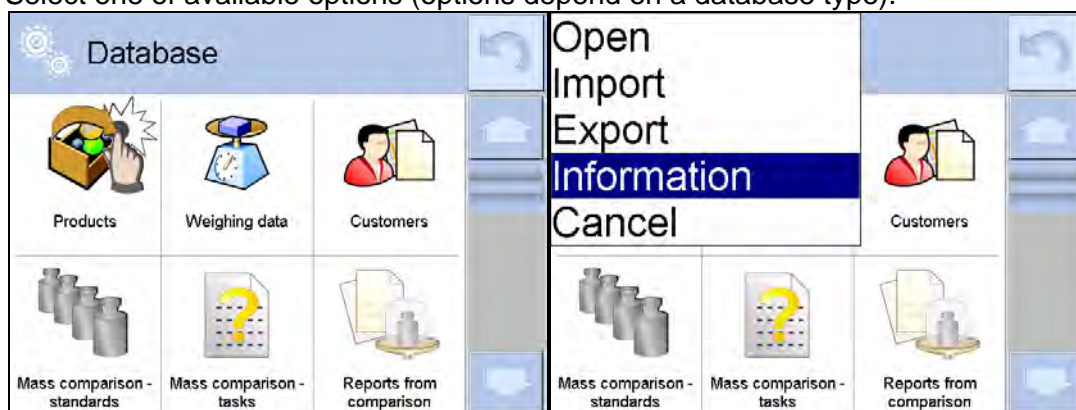 Select one of available options (options depend on a database type):
Database
Products
Weighing data
Customers
Mass comparison -
standards
Mass comparison -
tasks
Reports from
comparison
Open
Import
Export
Information
Cancel
Customers
Mass comparison -
standards
Mass comparison -
tasks
Reports from
comparison